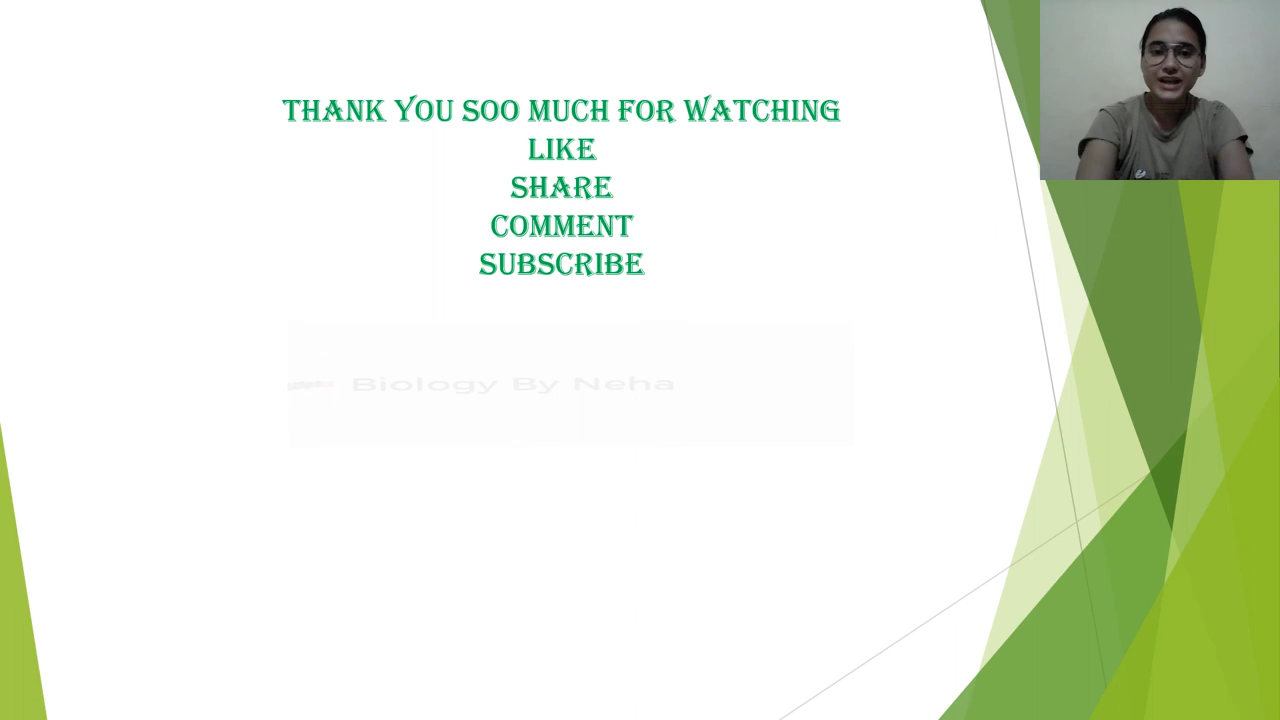 THANK YOU SOO MUCH FOR WATCHING
LIKE
SHARE
COMMENT
SUBSCRIBE
Biology By Neha